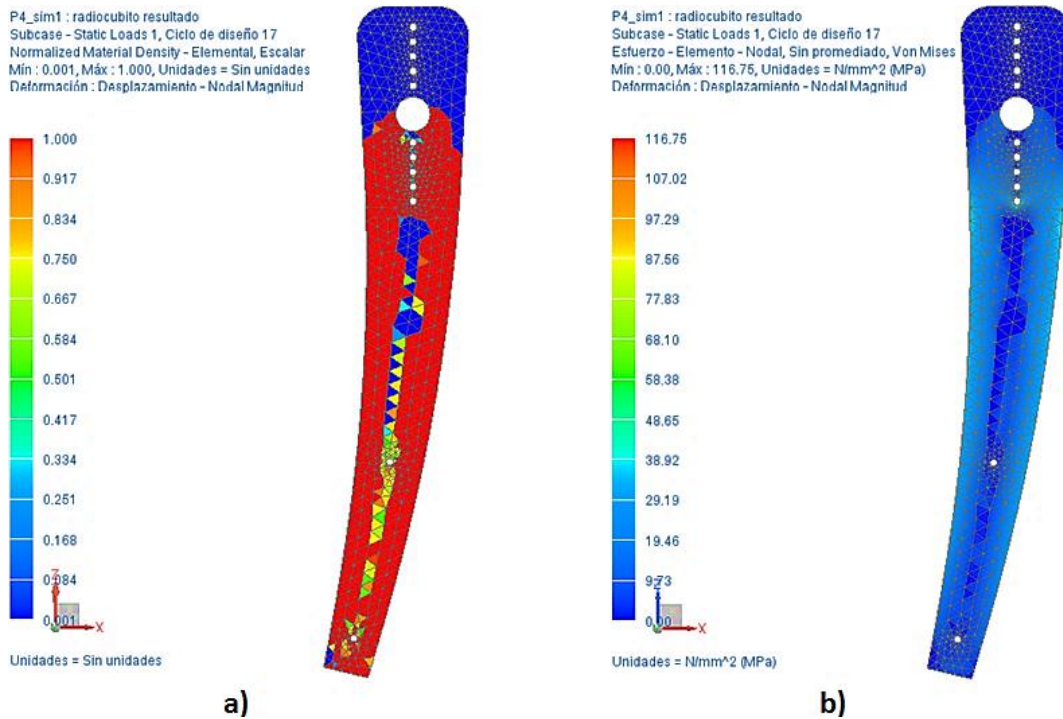 P4_sim1 : radiocubito resultado
Subcase - Static Loads 1, Ciclo de diseño 17
Normalized Material Density - Elemental, Escalar
Mín : 0.001, Máx : 1.000, Unidades = Sin unidades
Deformación : Desplazamiento - Nodal Magnitud
1.000
0.917
0.834
0.750
0.667
0.584
0.501
0.417
0.334
0.251
0.168
0.084
0.001
Z
X
Unidades = Sin unidades
a)
P4_sim1 : radiocubito resultado
Subcase - Static Loads 1, Ciclo de diseño 17
Esfuerzo - Elemento - Nodal, Sin promediado, Von Mises
Mín : 0.00, Máx : 116.75, Unidades = N/mm^2 (MPa)
Deformación : Desplazamiento - Nodal Magnitud
116.75
107.02
97.29
87.56
77.83
68.10
58.38
48.65
38.92
29.19
19.46
9.73
0.00
Z
X
Unidades = N/mm^2 (MPa)
b)